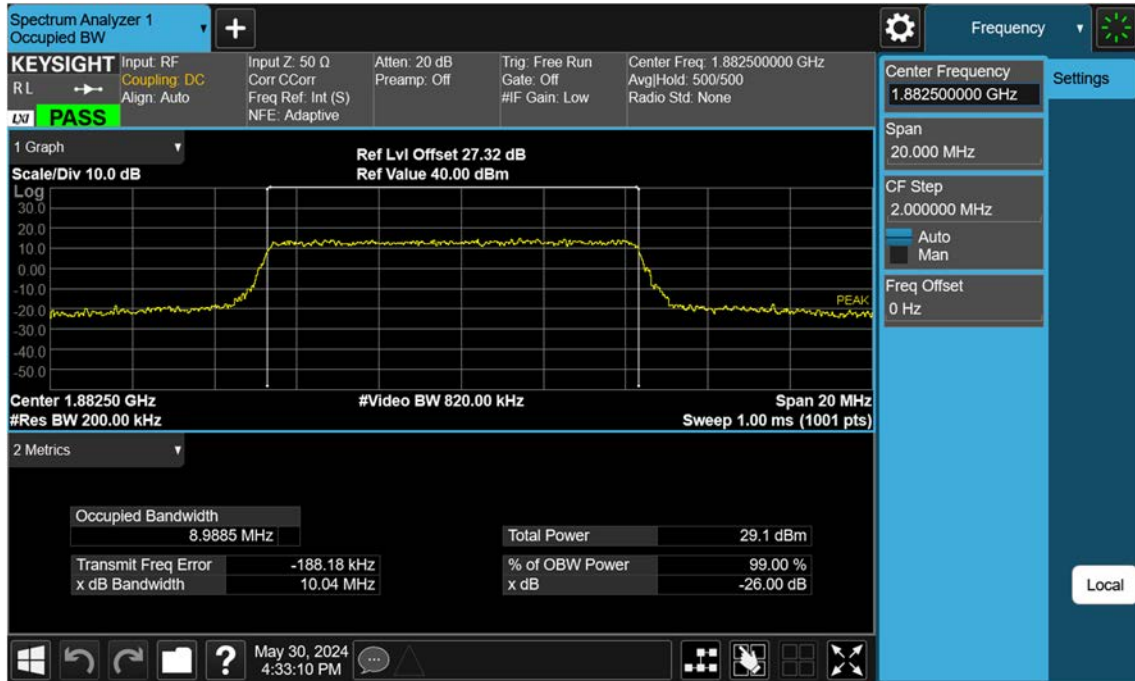 Spectrum Analyzer 1
Occupied BW
Frequency
KEYSIGHT
R L
LXI PASS
Input: RF
Coupling: DC
Align: Auto
Input Z: 50 Ω
Corr CCorr
Freq Ref: Int (S)
NFE: Adaptive
Atten: 20 dB
Preamp: Off
Trig: Free Run
Gate: Off
#IF Gain: Low
Center Freq: 1.882500000 GHz
Avg|Hold: 500/500
Radio Std: None
Center Frequency
1.882500000 GHz
Settings
Span
20.000 MHz
CF Step
2.000000 MHz
Auto
Man
Freq Offset
0 Hz
Local
1 Graph
Scale/Div 10.0 dB
Ref Lvl Offset 27.32 dB
Ref Value 40.00 dBm
Log
30.0
20.0
10.0
0.00
-10.0
-20.0
-30.0
-40.0
-50.0
PEAK
Center 1.88250 GHz
#Video BW 820.00 kHz
Span 20 MHz
#Res BW 200.00 kHz
Sweep 1.00 ms (1001 pts)
2 Metrics
Occupied Bandwidth
8.9885 MHz
Total Power 29.1 dBm
Transmit Freq Error -188.18 kHz
% of OBW Power 99.00 %
x dB Bandwidth 10.04 MHz
x dB -26.00 dB
?
May 30, 2024
4:33:10 PM